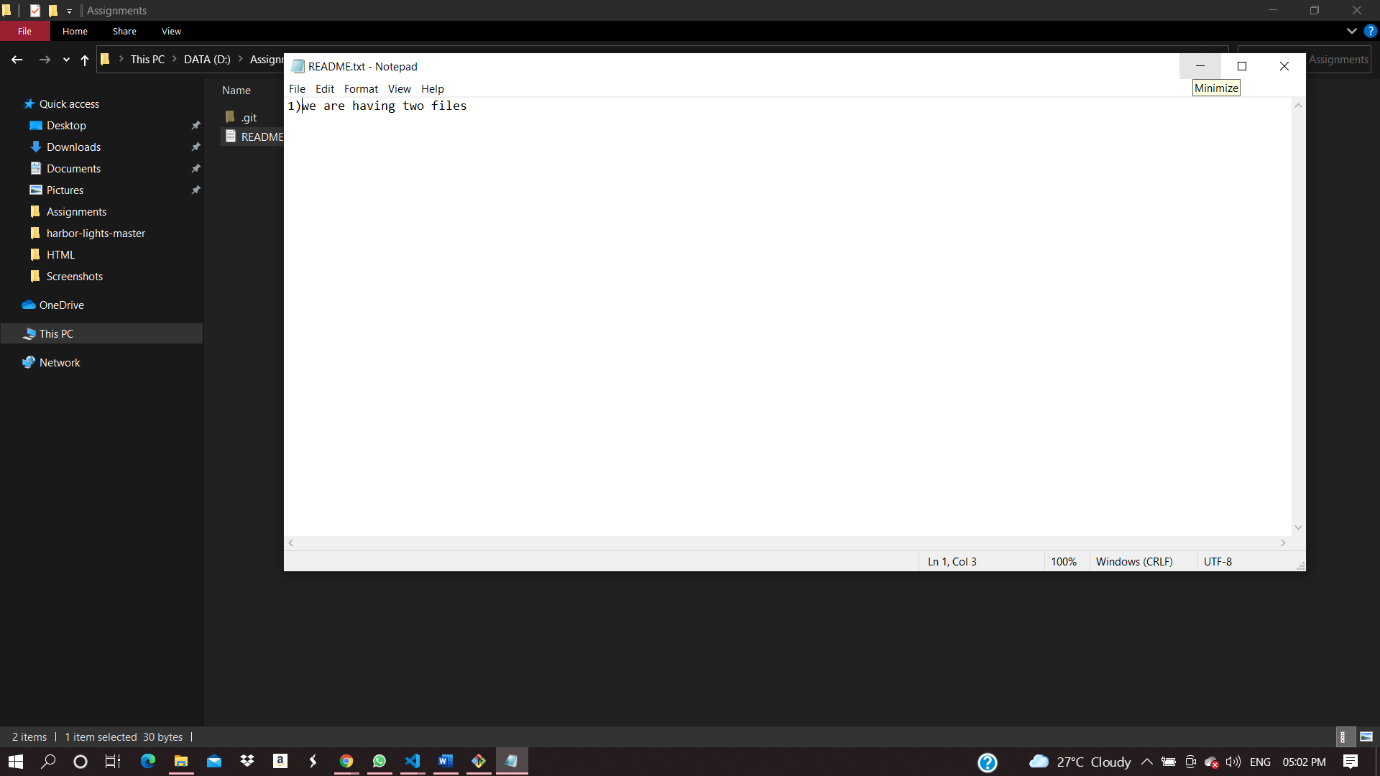 Assignments
File Home Share View
This PC DATA (D:) Assignments
README.txt - Notepad
Minimize
File Edit Format View Help
1)we are having two files
Quick access
Desktop
Downloads
Documents
Pictures
Assignments
harbor-lights-master
HTML
Screenshots
OneDrive
This PC
Network
Name
.git
README
Ln 1, Col 3 100% Windows (CRLF) UTF-8
2 items 1 item selected 30 bytes
27°C Cloudy ENG 05:02 PM